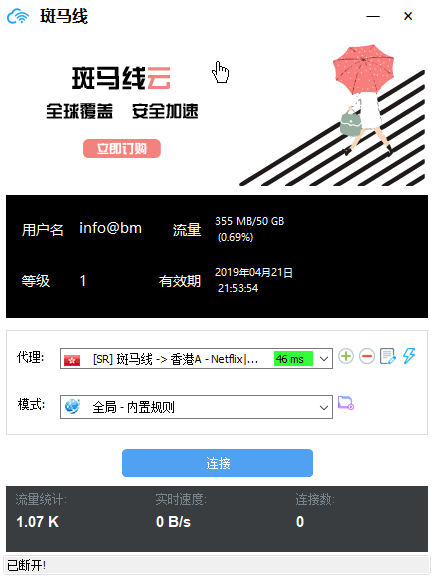 斑马线
斑马线云
全球覆盖 安全加速
立即订购
用户名 info@bm 流量 355 MB/50 GB
(0.69%)
等级 1 有效期 2019年04月21日
21:53:54
代理: [SR] 斑马线 -> 香港A - Netflix|... 46 ms
模式: 全局 - 内置规则
连接
流量统计: 实时速度: 连接数:
1.07 K 0 B/s 0
已断开!